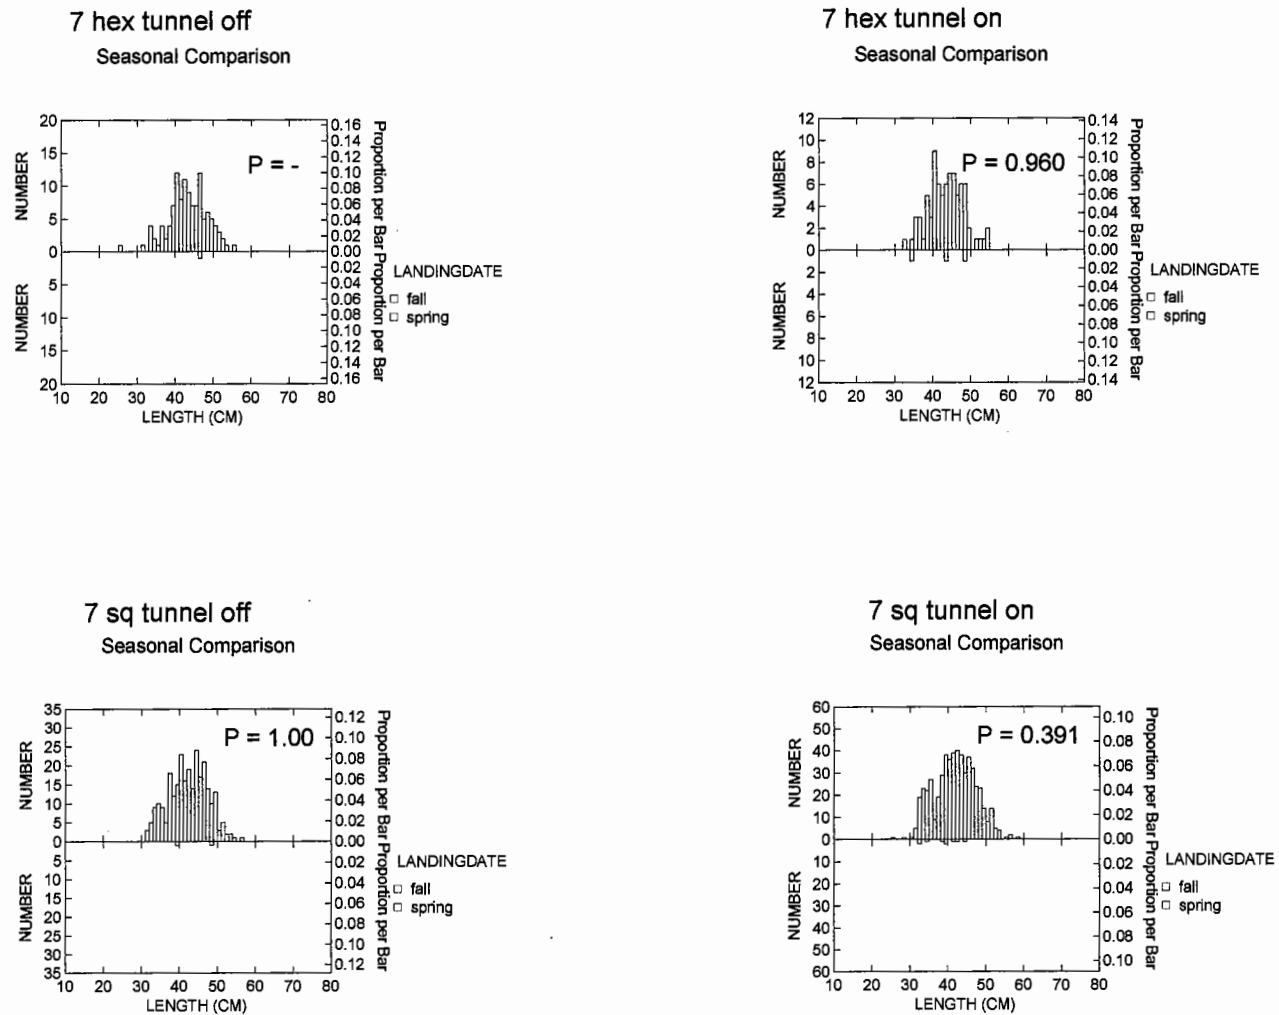 7 hex tunnel off
Seasonal Comparison
20
15
10
5
0
5
10
15
20
NUMBER
NUMBER
P = -
0.16
0.14
0.12
0.10
0.08
0.06
0.04
0.02
0.00
0.02
0.04
0.06
0.08
0.10
0.12
0.14
0.16
Proportion per Bar
Proportion per Bar
10 20 30 40 50 60 70 80
LENGTH (CM)
LANDINGDATE
fall
spring
7 hex tunnel on
Seasonal Comparison
12
10
8
6
4
2
0
2
4
6
8
10
12
NUMBER
NUMBER
P = 0.960
0.14
0.12
0.10
0.08
0.06
0.04
0.02
0.00
0.02
0.04
0.06
0.08
0.10
0.12
0.14
Proportion per Bar
Proportion per Bar
10 20 30 40 50 60 70 80
LENGTH (CM)
LANDINGDATE
fall
spring
7 sq tunnel off
Seasonal Comparison
35
30
25
20
15
10
5
0
5
10
15
20
25
30
35
NUMBER
NUMBER
P = 1.00
0.12
0.10
0.08
0.06
0.04
0.02
0.00
0.02
0.04
0.06
0.08
0.10
0.12
Proportion per Bar
Proportion per Bar
10 20 30 40 50 60 70 80
LENGTH (CM)
LANDINGDATE
fall
spring
7 sq tunnel on
Seasonal Comparison
60
50
40
30
20
10
0
10
20
30
40
50
60
NUMBER
NUMBER
P = 0.391
0.10
0.08
0.06
0.04
0.02
0.00
0.02
0.04
0.06
0.08
0.10
Proportion per Bar
Proportion per Bar
10 20 30 40 50 60 70 80
LENGTH (CM)
LANDINGDATE
fall
spring